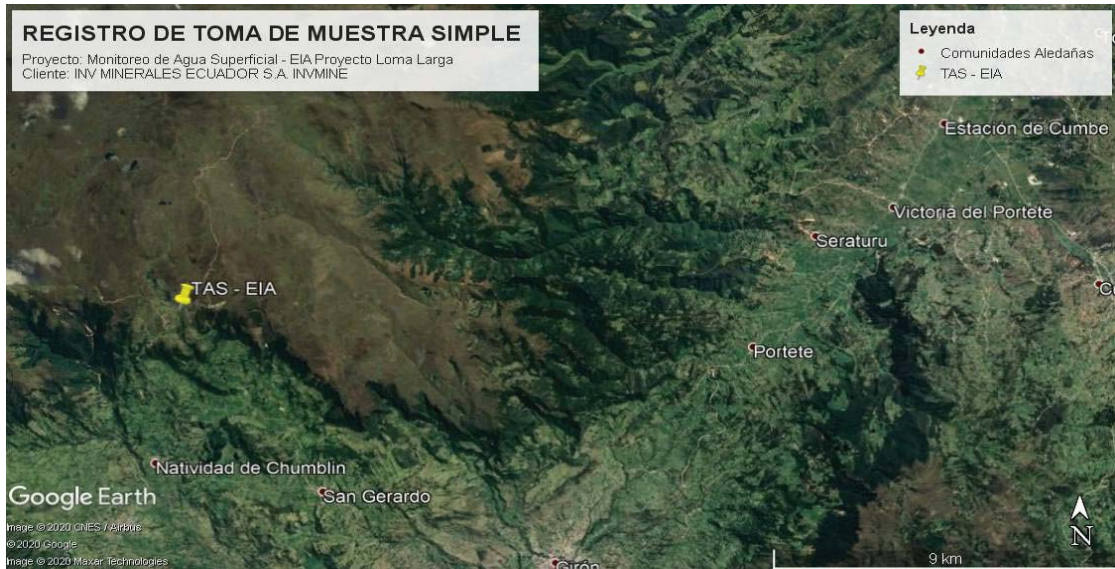 REGISTRO DE TOMA DE MUESTRA SIMPLE
Proyecto: Monitoreo de Agua Superficial - EIA Proyecto Loma Larga
Cliente: INV MINERALES ECUADOR S.A. INVMINE
Leyenda
Comunidades Aledañas
TAS - EIA
Estación de Cumbe
Victoria del Portete
Seraturu
TAS - EIA
Portete
Natividad de Chumblin
San Gerardo
Girón
Google Earth
Image © 2020 CNES / Airbus
© 2020 Google
Image © 2020 Maxar Technologies
N
9 km